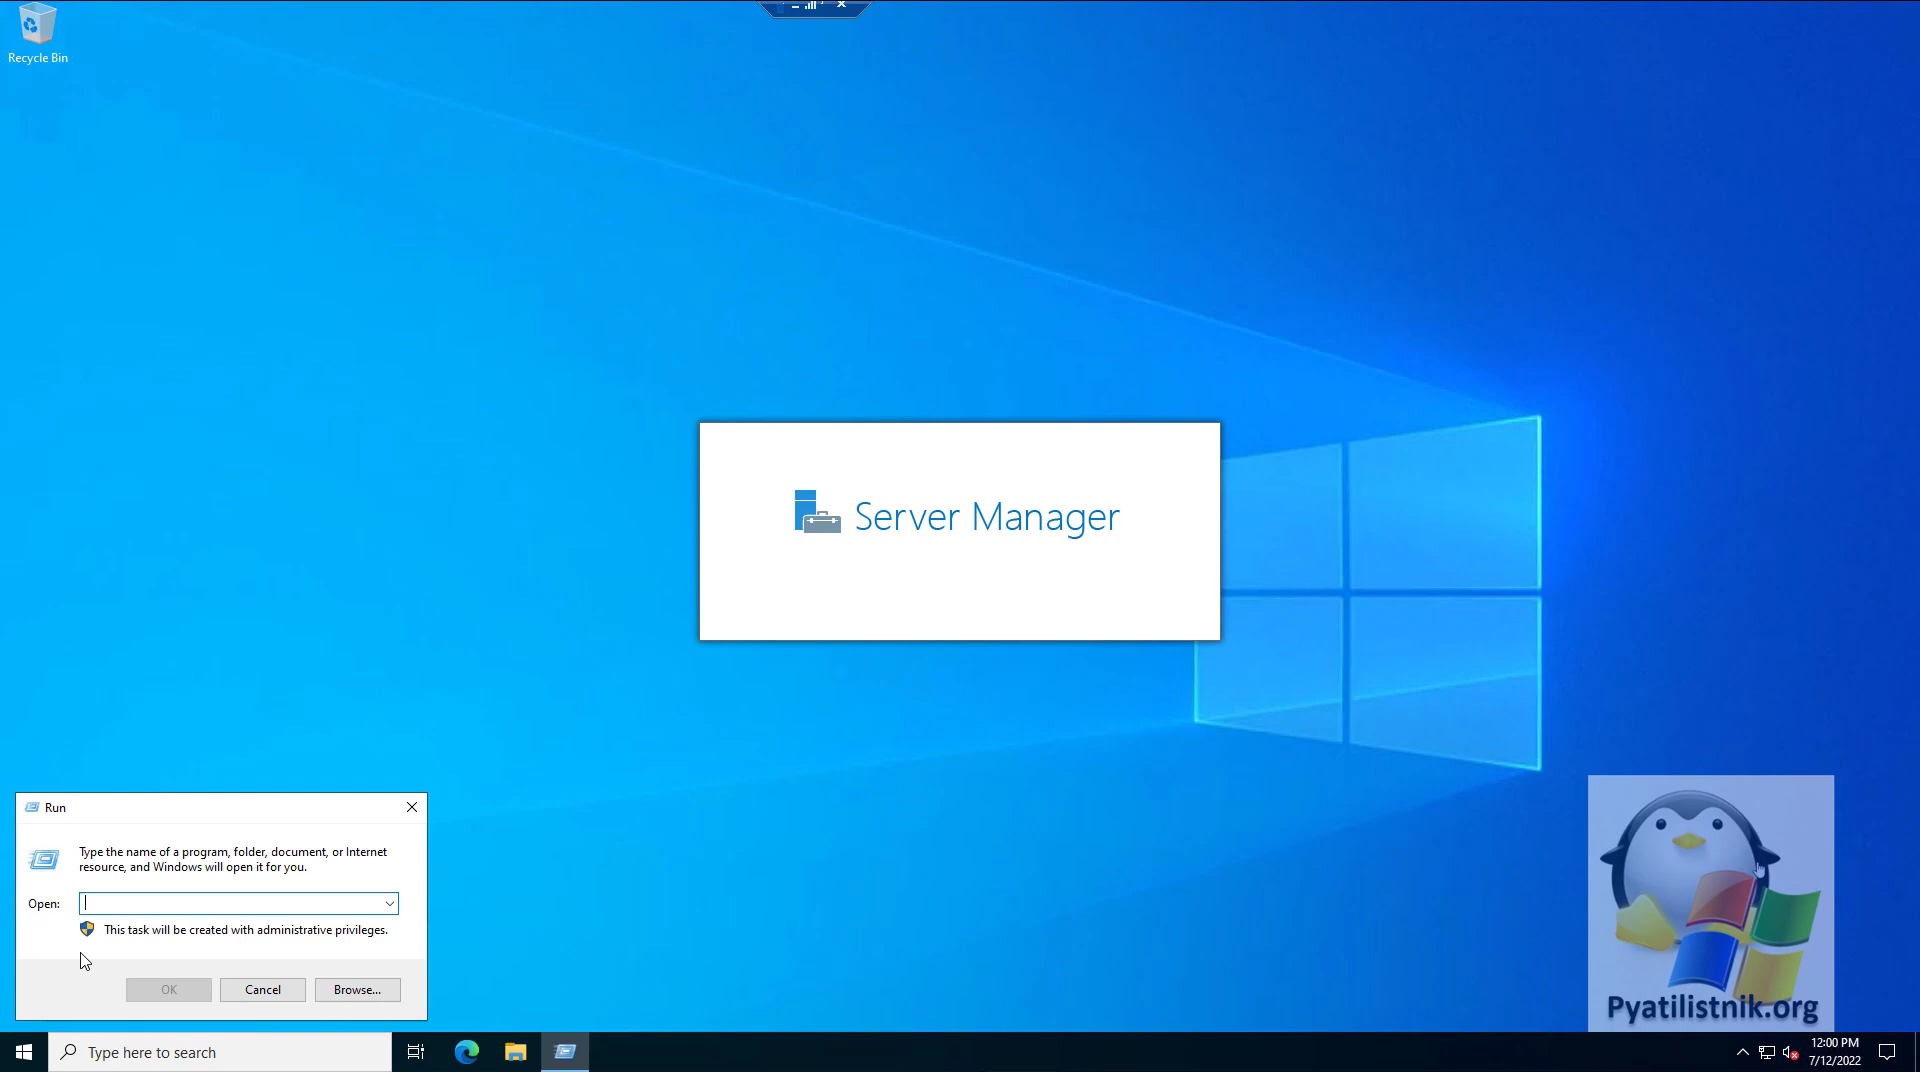 Recycle Bin
Server Manager
Run
Type the name of a program, folder, document, or Internet
resource, and Windows will open it for you.
Open:
This task will be created with administrative privileges.
OK
Cancel
Browse...
Pyatilistnik.org
Type here to search
12:00 PM
7/12/2022